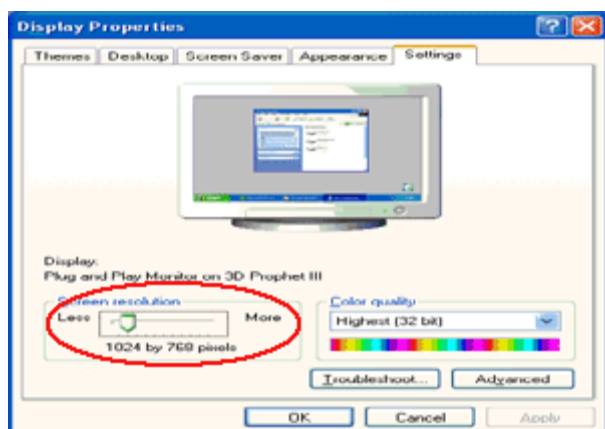 Display Properties
Themes Desktop Screen Saver Appearance Settings
Display:
Plug and Play Monitor on 3D Prophet III
Screen resolution
Less More
1024 by 768 pixels
Color quality
Highest (32 bit)
Troubleshoot... Advanced
OK Cancel Apply